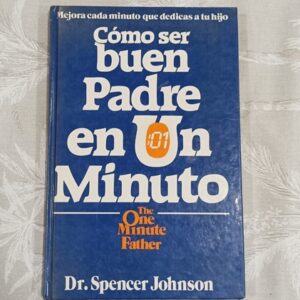 Mejora cada minuto que dedicas a tu hijo
Cómo ser
buen
Padre
en Un
:01
Minuto
The
One
Minute
Father
Dr. Spencer Johnson